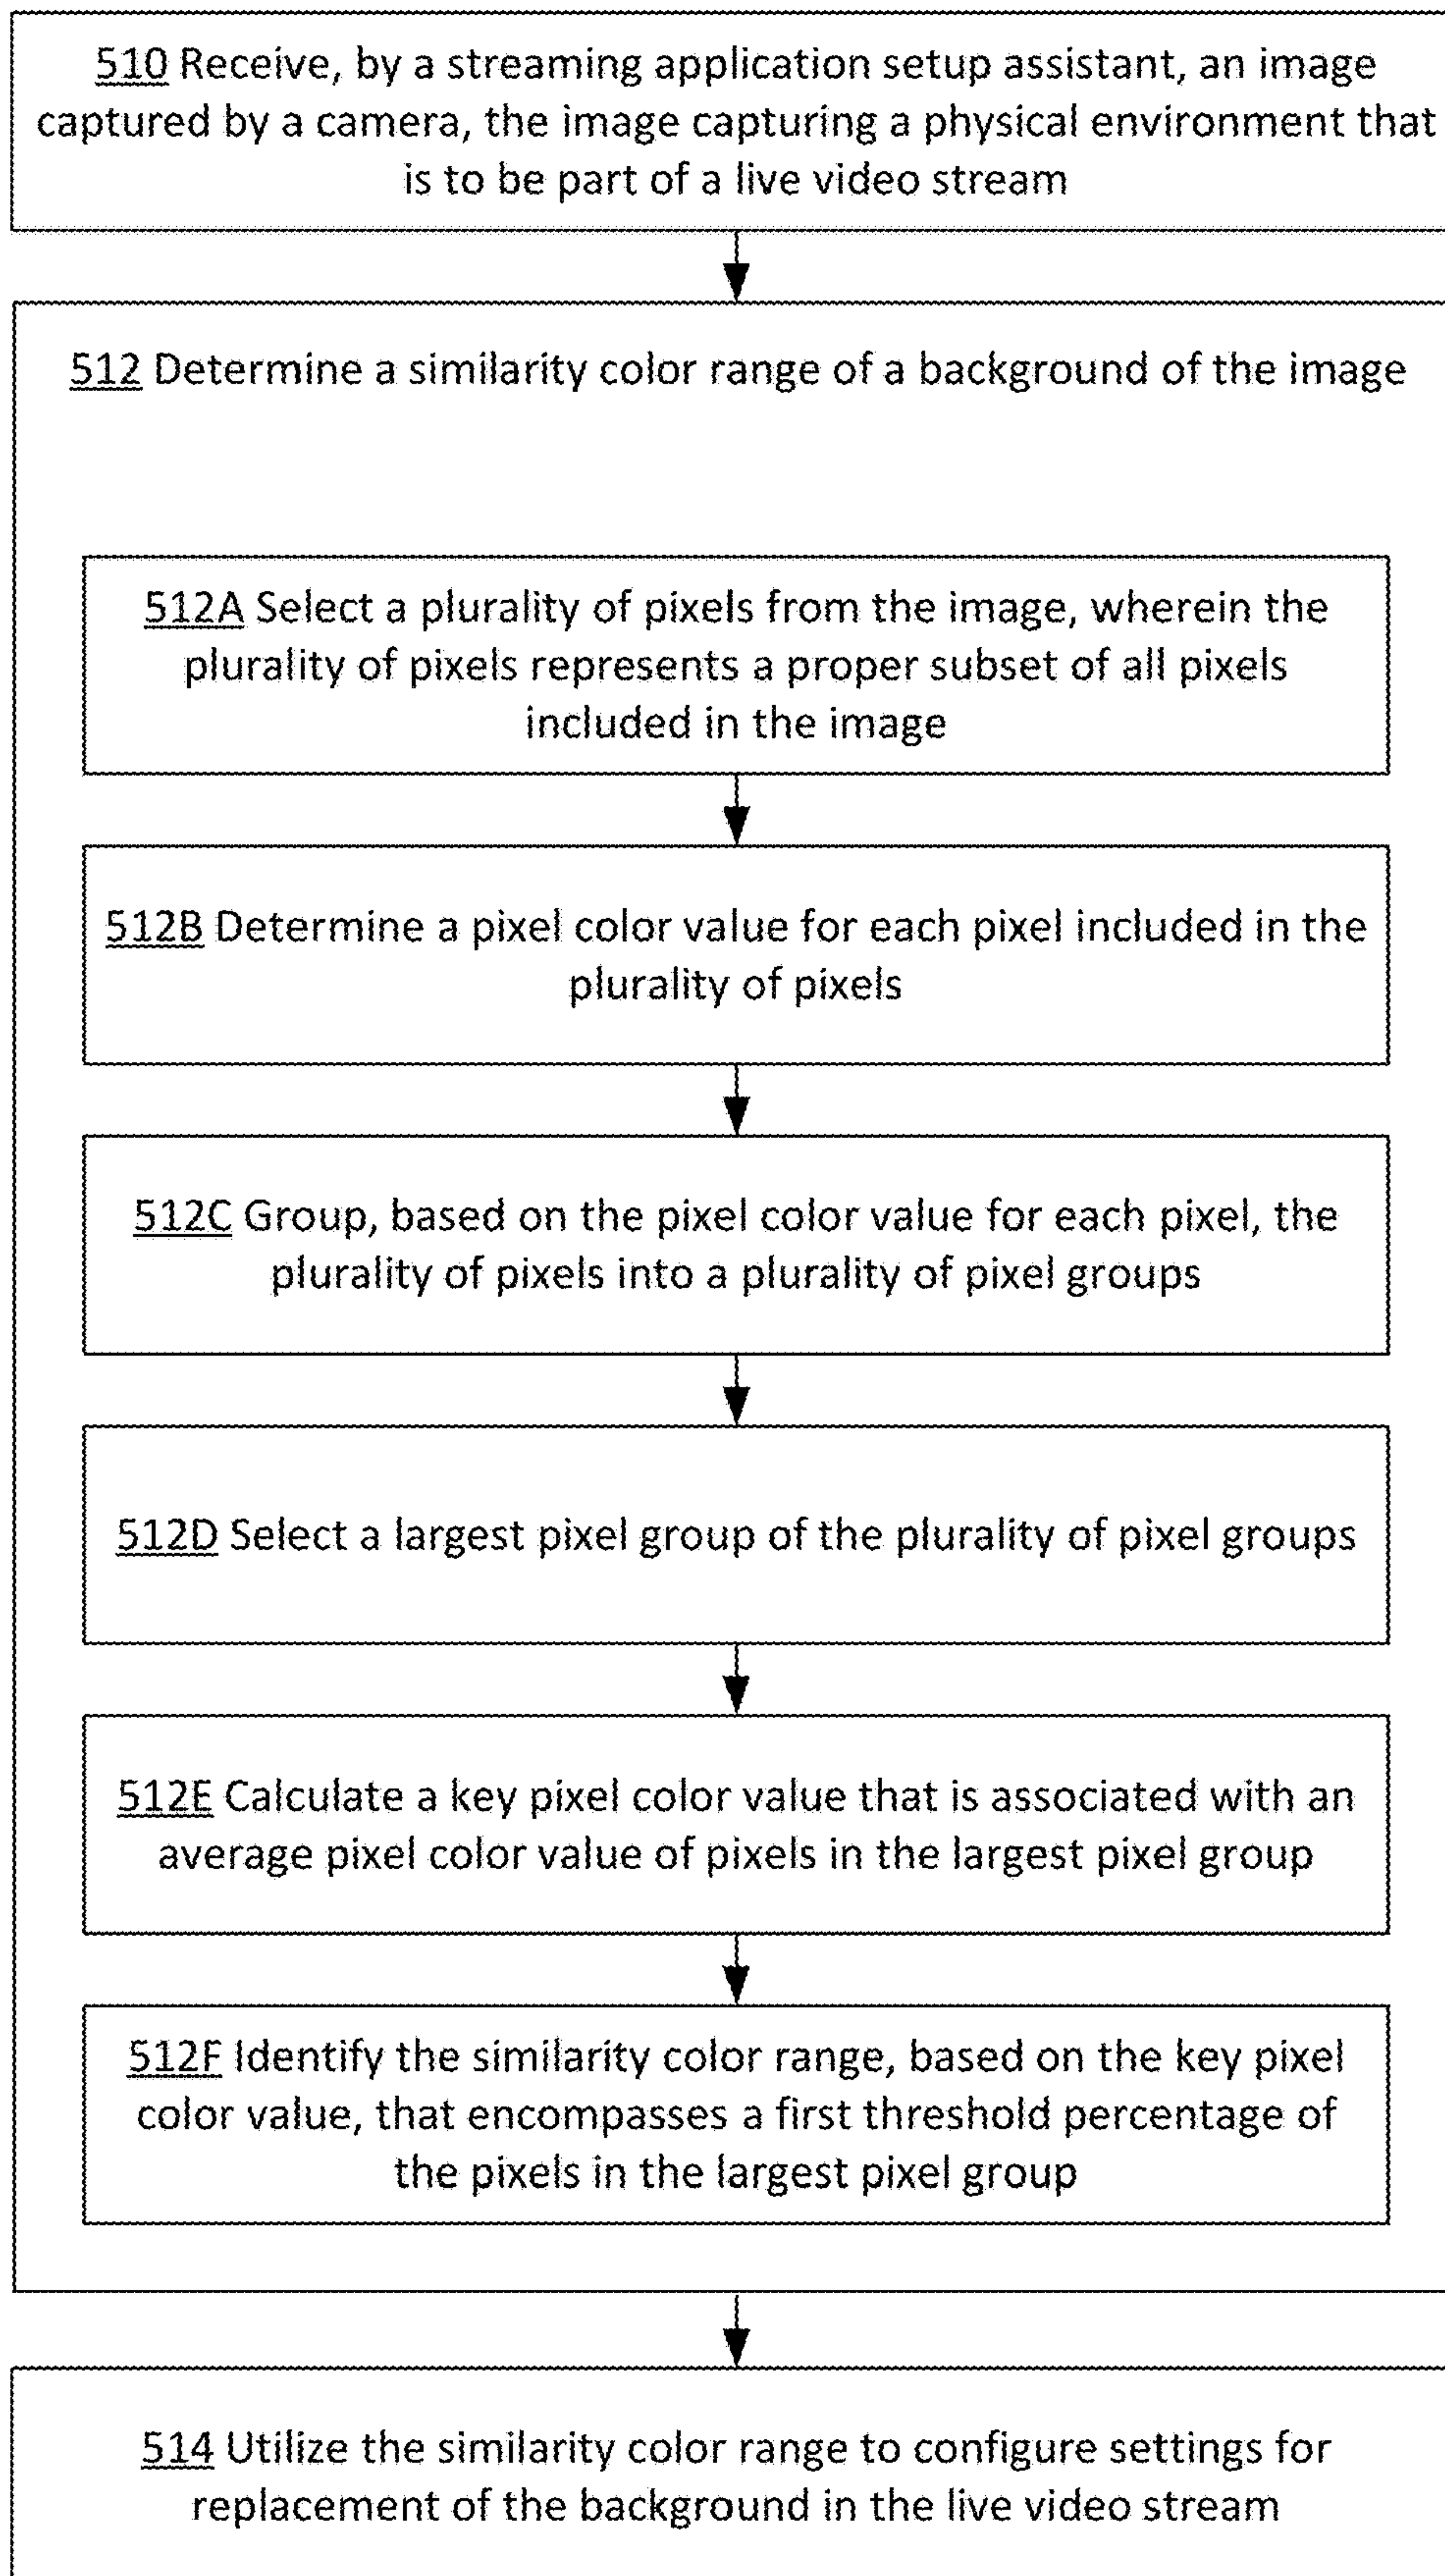 510 Receive, by a streaming application setup assistant, an image
captured by a camera, the image capturing a physical environment that
is to be part of a live video stream
512 Determine a similarity color range of a background of the image
512A Select a plurality of pixels from the image, wherein the
plurality of pixels represents a proper subset of all pixels
included in the image
512B Determine a pixel color value for each pixel included in the
plurality of pixels
512C Group, based on the pixel color value for each pixel, the
plurality of pixels into a plurality of pixel groups
512D Select a largest pixel group of the plurality of pixel groups
512E Calculate a key pixel color value that is associated with an
average pixel color value of pixels in the largest pixel group
512F Identify the similarity color range, based on the key pixel
color value, that encompasses a first threshold percentage of
the pixels in the largest pixel group
514 Utilize the similarity color range to configure settings for
replacement of the background in the live video stream